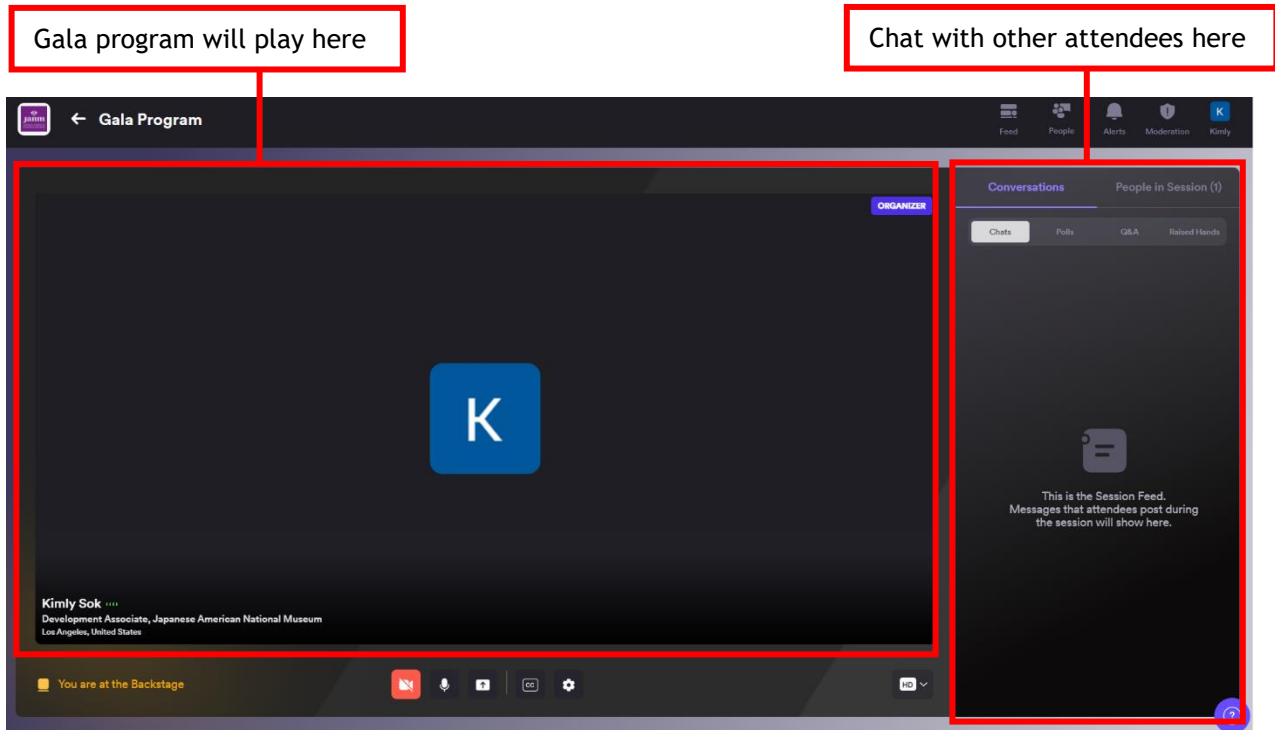 Gala program will play here
Chat with other attendees here
janm
← Gala Program
Feed
People
Alerts
Moderation
K
Kimly
ORGANIZER
Conversations
People in Session (1)
Chats
Polls
Q&A
Raised Hands
K
This is the Session Feed.
Messages that attendees post during
the session will show here.
Kimly Sok
Development Associate, Japanese American National Museum
Los Angeles, United States
You are at the Backstage
CC
HD
?